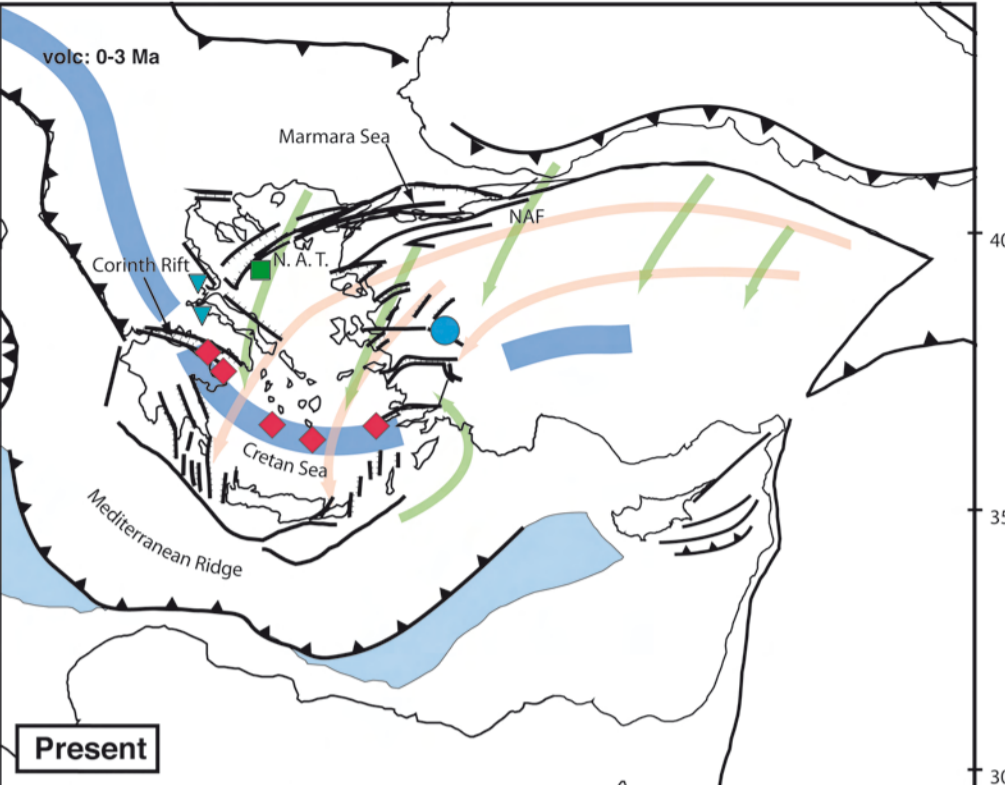 volc: 0-3 Ma
Marmara Sea
NAF
N. A. T.
Corinth Rift
40
Cretan Sea
35
Mediterranean Ridge
Present
30